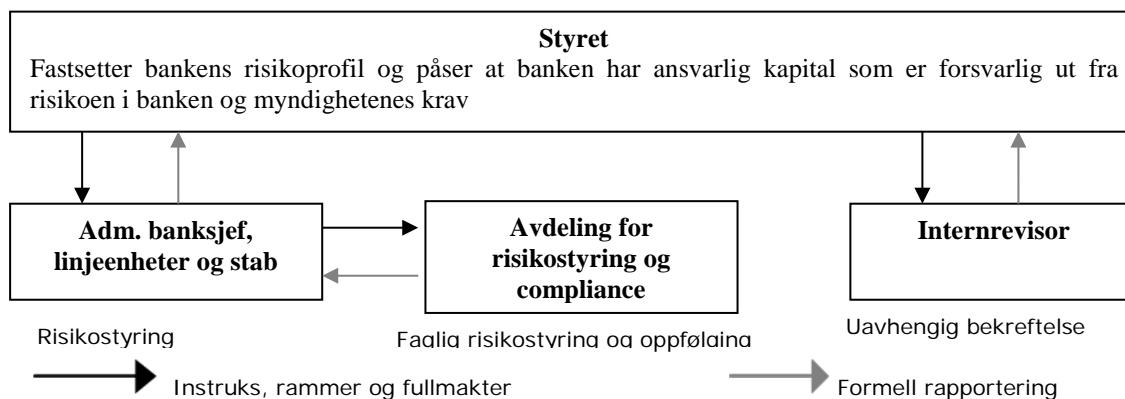 Styret
Fastsetter bankens risikoprofil og påser at banken har ansvarlig kapital som er forsvarlig ut fra
risikoen i banken og myndighetenes krav
Adm. banksjef,
linjeenheter og stab
Avdeling for
risikostyring og
compliance
Internrevisor
Risikostyring
Faglig risikostyring og oppfølging
Uavhengig bekreftelse
Instruks, rammer og fullmakter
Formell rapportering